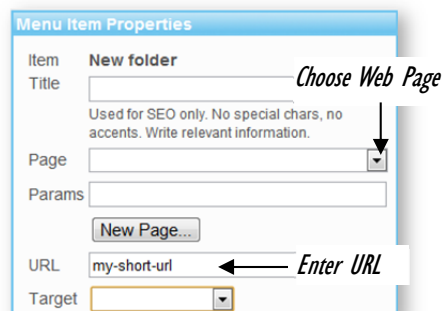 Menu Item Properties
Item New folder
Title
Choose Web Page
Used for SEO only. No special chars, no
accents. Write relevant information.
Page
Params
New Page...
URL my-short-url Enter URL
Target